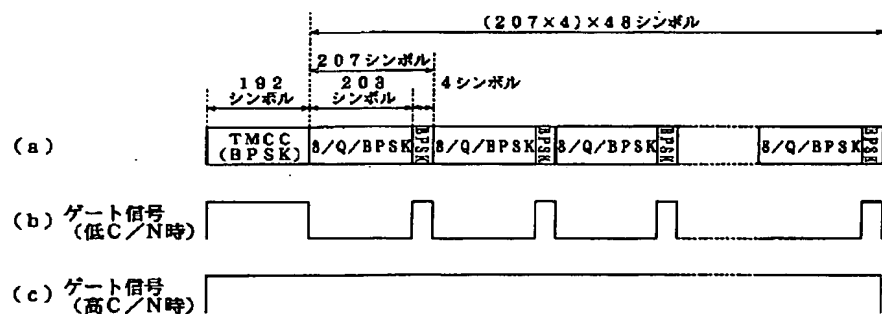 (207×4)×48シンボル
207シンボル
192
シンボル
203
シンボル
4シンボル
(a)
TMCC
(BPSK)
8/Q/BPSK
BPSK
8/Q/BPSK
BPSK
8/Q/BPSK
BPSK
8/Q/BPSK
BPSK
(b)
ゲート信号
(低C/N時)
(c)
ゲート信号
(高C/N時)